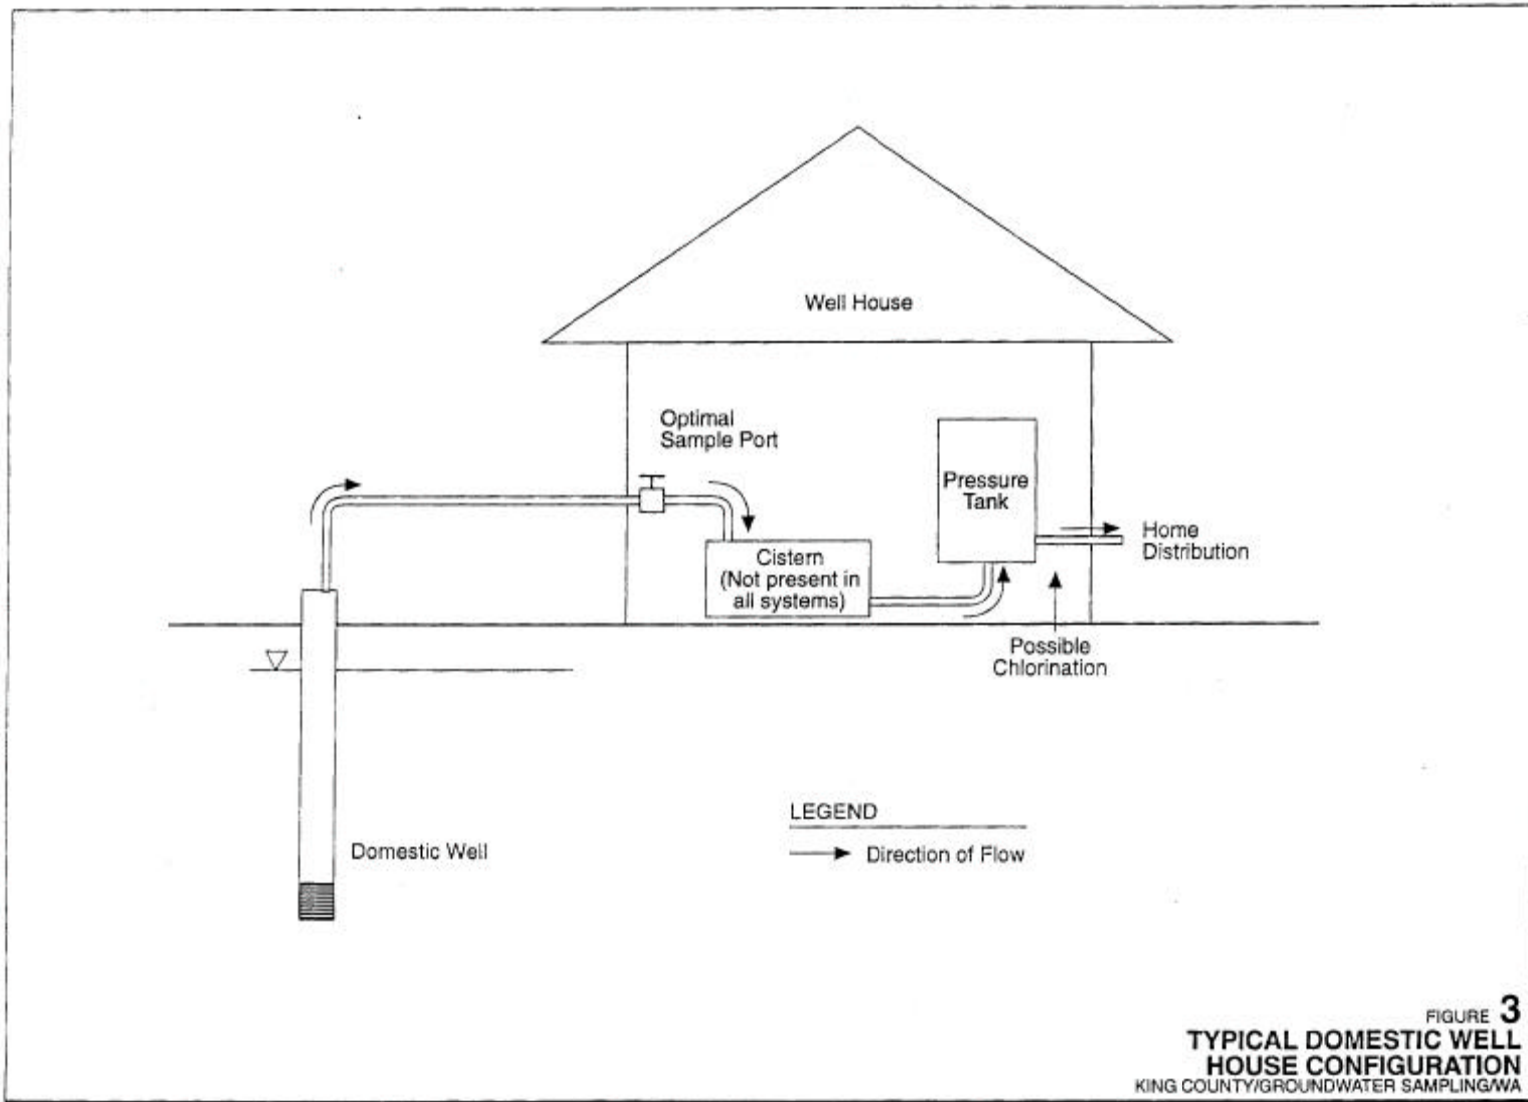 Well House
Optimal
Sample Port
Pressure
Tank
Home
Distribution
Cistern
(Not present in
all systems)
Possible
Chlorination
Domestic Well
LEGEND
Direction of Flow
FIGURE 3
TYPICAL DOMESTIC WELL
HOUSE CONFIGURATION
KING COUNTY/GROUNDWATER SAMPLING/WA